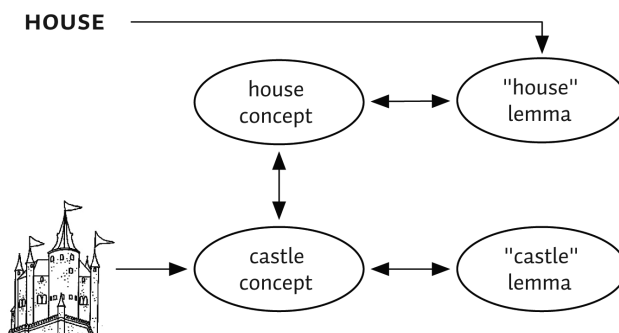 HOUSE
house
concept
"house"
lemma
castle
concept
"castle"
lemma